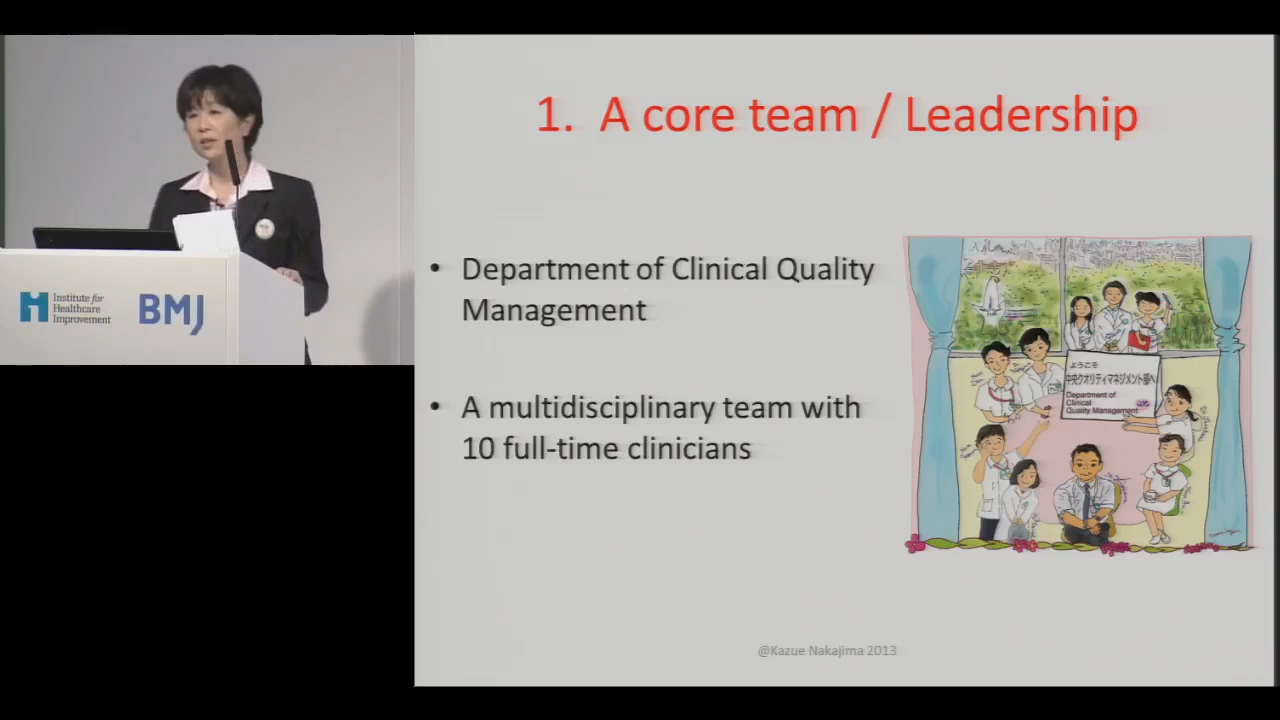 1. A core team / Leadership
• Department of Clinical Quality
Management
• A multidisciplinary team with
10 full-time clinicians
ようこそ
中央クオリティマネジメント部へ
Department of
Clinical
Quality Management
@Kazue Nakajima 2013
Institute for
Healthcare
Improvement
BMJ